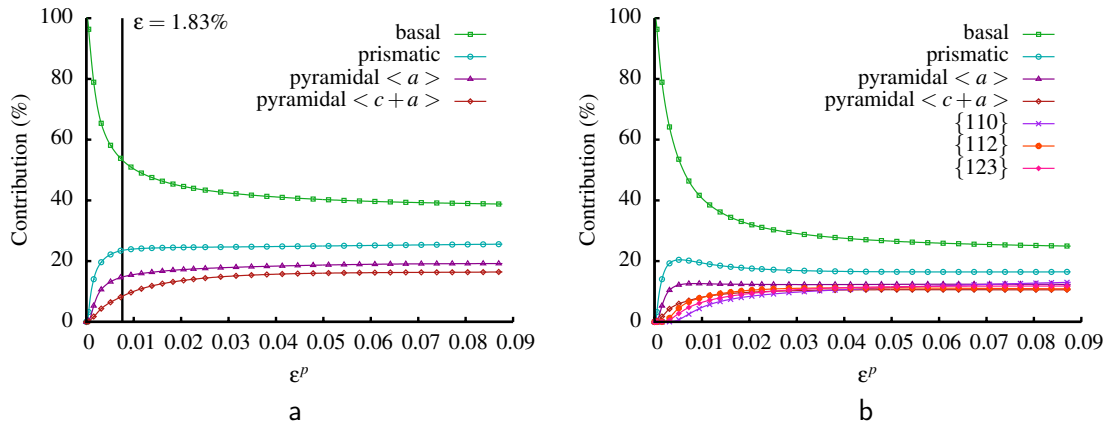 ε = 1.83%
basal
prismatic
pyramidal < a >
pyramidal < c + a >
100
80
60
40
20
0
Contribution (%)
0 0.01 0.02 0.03 0.04 0.05 0.06 0.07 0.08 0.09
ε^p
a
basal
prismatic
pyramidal < a >
pyramidal < c + a >
{110}
{112}
{123}
100
80
60
40
20
0
Contribution (%)
0 0.01 0.02 0.03 0.04 0.05 0.06 0.07 0.08 0.09
ε^p
b